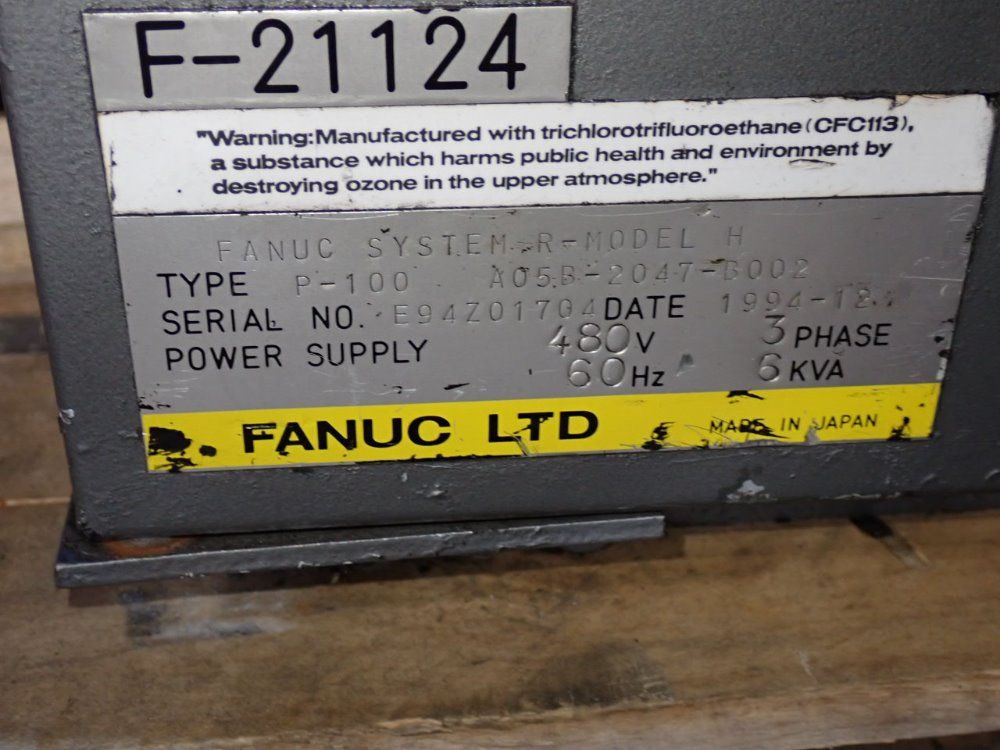 F-21124
"Warning:Manufactured with trichlorotrifluoroethane(CFC113),
a substance which harms public health and environment by
destroying ozone in the upper atmosphere."
FANUC SYSTEM R-MODEL H
TYPE P-100 A05B-2047-B002
SERIAL NO. E94Z01704 DATE 1994-12
POWER SUPPLY 480V 3 PHASE
60Hz 6 KVA
FANUC LTD MADE IN JAPAN